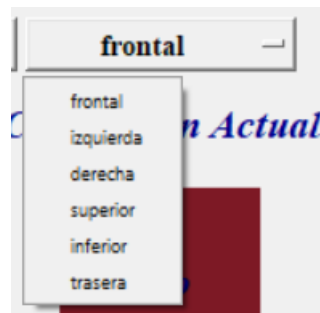 frontal
frontal
izquierda
n Actual
derecha
superior
inferior
trasera